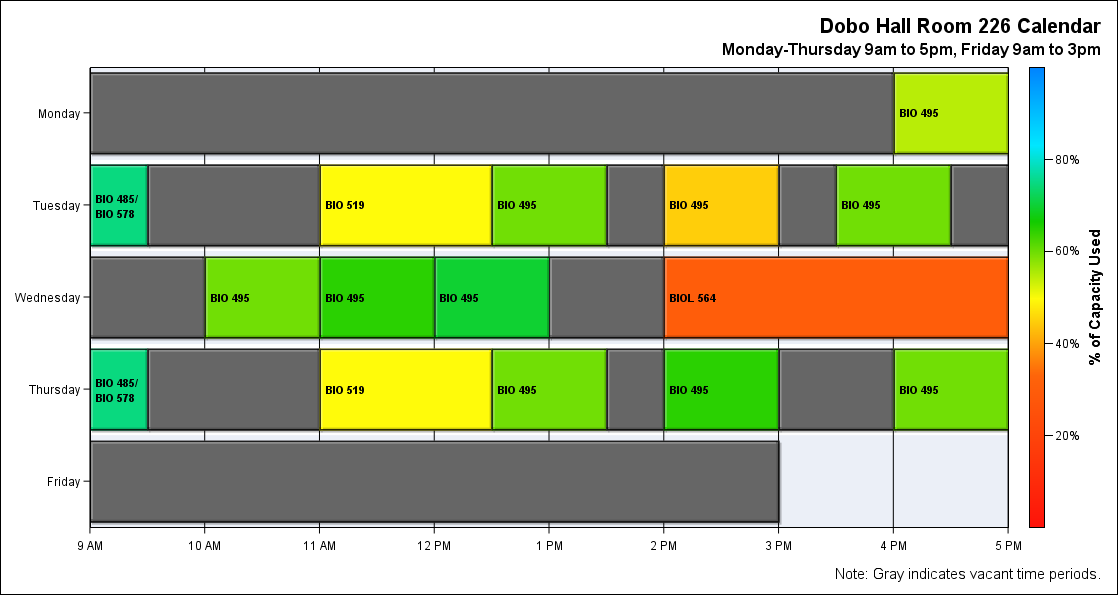 Dobo Hall Room 226 Calendar
Monday-Thursday 9am to 5pm, Friday 9am to 3pm
Monday
BIO 495
Tuesday
BIO 485/
BIO 578
BIO 519
BIO 495
BIO 495
BIO 495
Wednesday
BIO 495
BIO 495
BIO 495
BIOL 564
Thursday
BIO 485/
BIO 578
BIO 519
BIO 495
BIO 495
BIO 495
Friday
9 AM
10 AM
11 AM
12 PM
1 PM
2 PM
3 PM
4 PM
5 PM
80%
60%
40%
20%
% of Capacity Used
Note: Gray indicates vacant time periods.